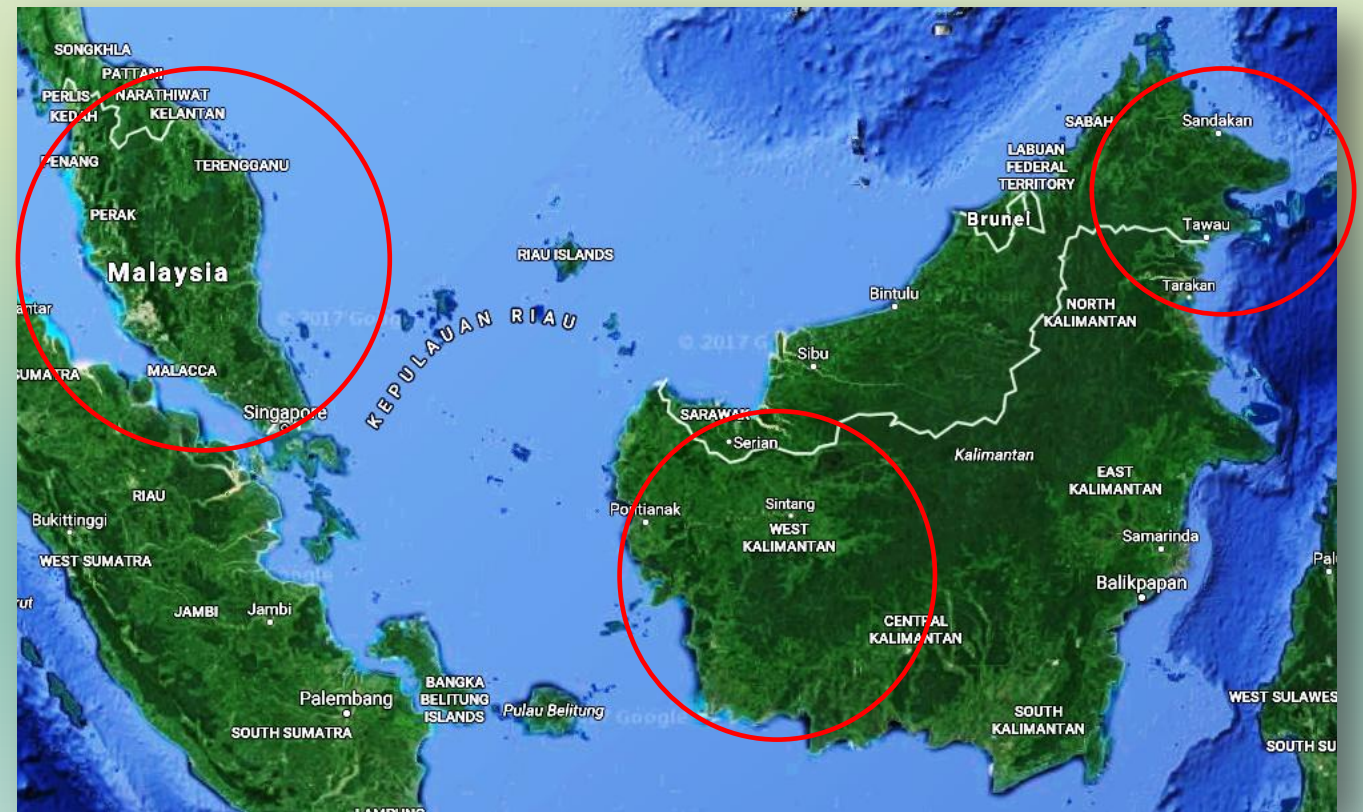 SONGKHLA
PATTANI
PERLIS
NARATHIWAT
KEDAH
KELANTAN
PENANG
TERENGGANU
PERAK
Malaysia
MALACCA
Singapore
RIAU ISLANDS
KEPULAUAN RIAU
© 2017 Google
© 2017 G
SUMATRA
RIAU
Bukittinggi
WEST SUMATRA
JAMBI
Jambi
Palembang
SOUTH SUMATRA
BANGKA
BELITUNG
ISLANDS
Pulau Belitung
Google
LAMPUNG
SABAH
Sandakan
LABUAN
FEDERAL
TERRITORY
Brunei
Tawau
Tarakan
Bintulu
NORTH
KALIMANTAN
Sibu
SARAWAK
Serian
Kalimantan
EAST
KALIMANTAN
Pontianak
Sintang
WEST
KALIMANTAN
Samarinda
Balikpapan
CENTRAL
KALIMANTAN
SOUTH
KALIMANTAN
Pal
WEST SULAWES
SOUTH SU